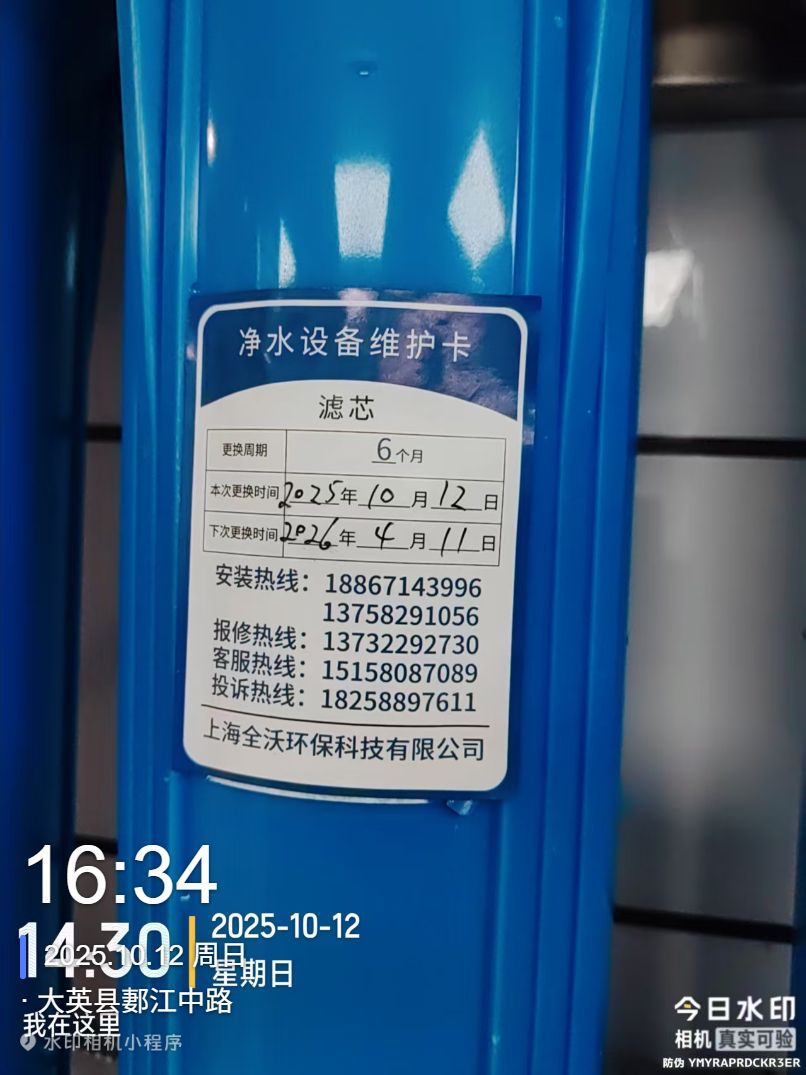 净水设备维护卡
滤芯
更换周期 6个月
本次更换时间 2025年10月12日
下次更换时间 2026年4月11日
安装热线：18867143996
13758291056
报修热线：13732292730
客服热线：15158087089
投诉热线：18258897611
上海全沃环保科技有限公司
16:34
14:30
2025-10-12
2025.10.12 周日
星期日
· 大英县郪江中路
我在这里
水印相机小程序
今日水印
相机 真实可验
防伪 YMYRAPRDCKR3ER